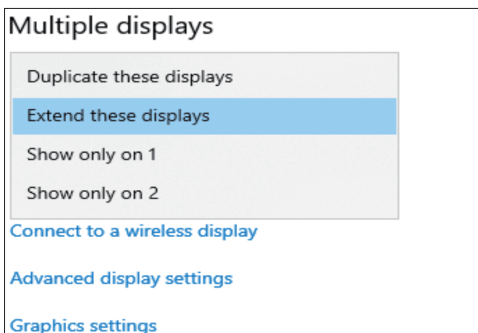 Multiple displays
Duplicate these displays
Extend these displays
Show only on 1
Show only on 2
Connect to a wireless display
Advanced display settings
Graphics settings